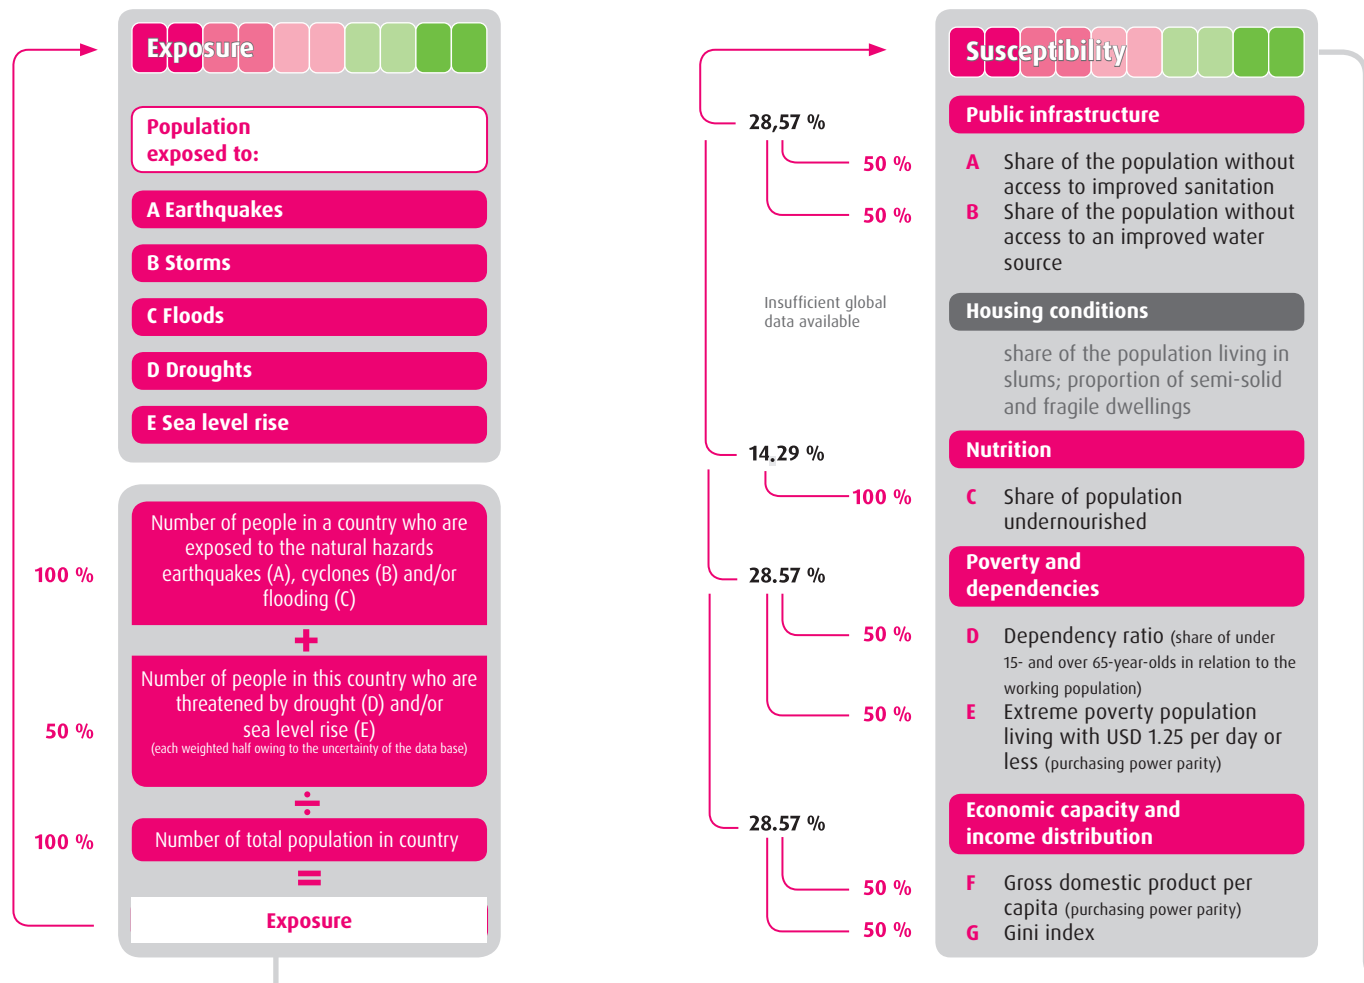 Exposure
Population
exposed to:
A Earthquakes
B Storms
C Floods
D Droughts
E Sea level rise
100 %
Number of people in a country who are
exposed to the natural hazards
earthquakes (A), cyclones (B) and/or
flooding (C)
+
50 %
Number of people in this country who are
threatened by drought (D) and/or
sea level rise (E)
(each weighted half owing to the uncertainty of the data base)
÷
100 %
Number of total population in country
=
Exposure
Susceptibility
28,57 %
Public infrastructure
50 %
A Share of the population without
access to improved sanitation
50 %
B Share of the population without
access to an improved water
source
Insufficient global
data available
Housing conditions
share of the population living in
slums; proportion of semi-solid
and fragile dwellings
14.29 %
Nutrition
100 %
C Share of population
undernourished
28.57 %
Poverty and
dependencies
50 %
D Dependency ratio (share of under
15- and over 65-year-olds in relation to the
working population)
50 %
E Extreme poverty population
living with USD 1.25 per day or
less (purchasing power parity)
28.57 %
Economic capacity and
income distribution
50 %
F Gross domestic product per
capita (purchasing power parity)
50 %
G Gini index